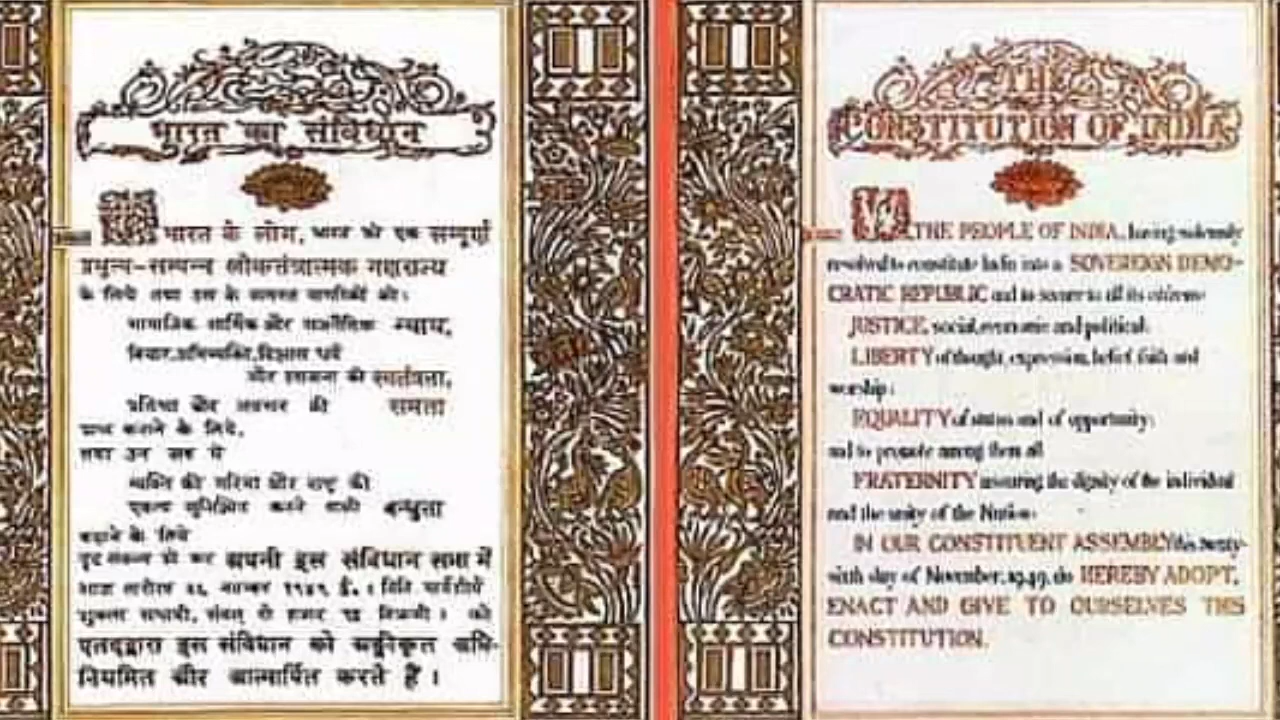 भारत का संविधान
भारत के लोग, भारत को एक सम्पूर्ण
प्रभुत्व-सम्पन्न लोकतंत्रात्मक गणराज्य
के लिये तथा उस के समस्त नागरिकों को:
सामाजिक आर्थिक और राजनैतिक न्याय,
विचार,अभिव्यक्ति,विश्वास धर्म
और उपासना की स्वतंत्रता,
प्रतिष्ठा और अवसर की समता
प्राप्त कराने के लिये,
तथा उन सब में
व्यक्ति की गरिमा और राष्ट्र की
एकता सुनिश्चित करने वाली बन्धुता
बढ़ाने के लिये
दृढ़ संकल्प हो कर अपनी इस संविधान सभा में
आज तारीख २६ नवम्बर १९४९ ई. (मिति मार्गशीर्ष
शुक्ला सप्तमी, संवत् दो हजार छः विक्रमी) को
एतद्द्वारा इस संविधान को अङ्गीकृत अधि-
नियमित और आत्मार्पित करते हैं।
THE
CONSTITUTION OF INDIA
WE, THE PEOPLE OF INDIA, having solemnly
resolved to constitute India into a SOVEREIGN DEMO-
CRATIC REPUBLIC and to secure to all its citizens:
JUSTICE, social, economic and political;
LIBERTY of thought, expression, belief, faith and
worship;
EQUALITY of status and of opportunity;
and to promote among them all
FRATERNITY assuring the dignity of the individual
and the unity of the Nation;
IN OUR CONSTITUENT ASSEMBLY this twenty-
sixth day of November, 1949, do HEREBY ADOPT,
ENACT AND GIVE TO OURSELVES THIS
CONSTITUTION.